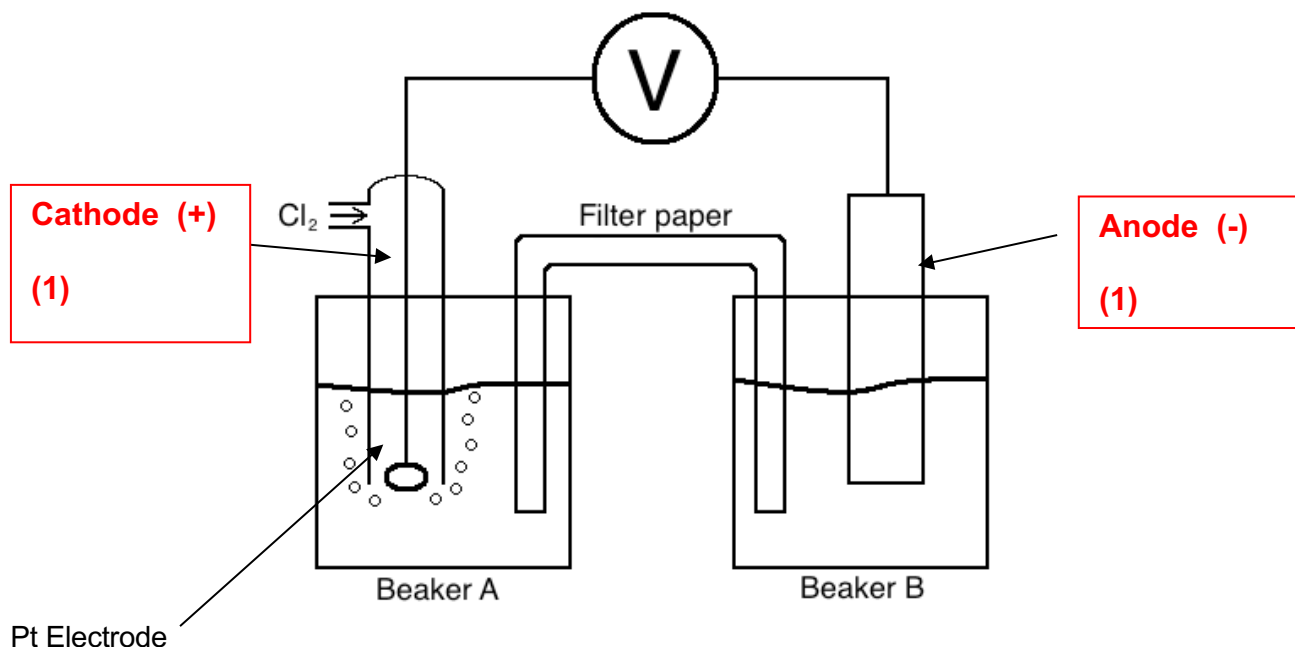 V
Cathode (+)
(1)
Cl₂
Filter paper
Anode (-)
(1)
Beaker A
Beaker B
Pt Electrode